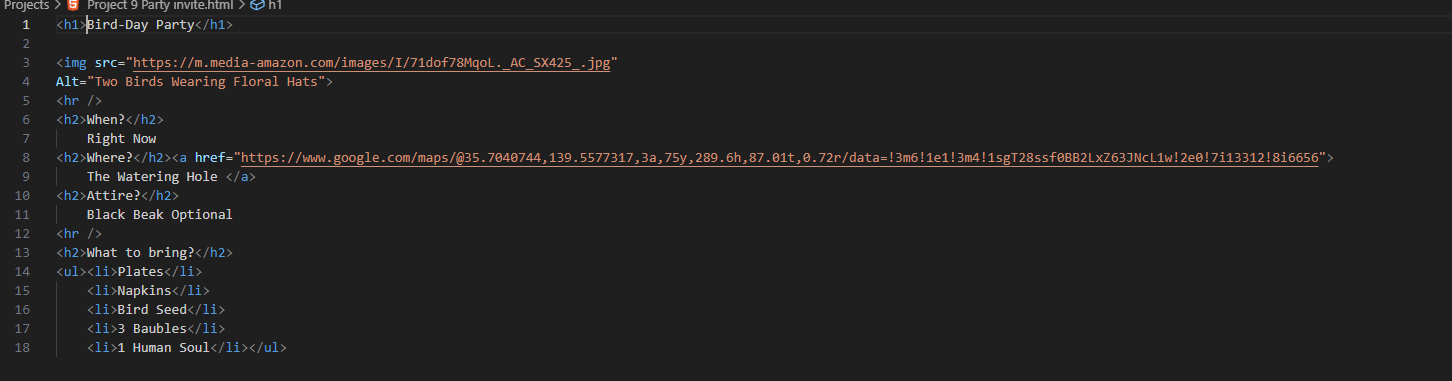 Projects > Project 9 Party invite.html > h1
1 <h1>Bird-Day Party</h1>
2
3 <img src="https://m.media-amazon.com/images/I/71dof78MqoL._AC_SX425_.jpg"
4 Alt="Two Birds Wearing Floral Hats">
5 <hr />
6 <h2>When?</h2>
7 Right Now
8 <h2>Where?</h2><a href="https://www.google.com/maps/@35.7040744,139.5577317,3a,75y,289.6h,87.01t,0.72r/data=!3m6!1e1!3m4!1sgT28ssf0BB2LxZ63JNcL1w!2e0!7i13312!8i6656">
9 The Watering Hole </a>
10 <h2>Attire?</h2>
11 Black Beak Optional
12 <hr />
13 <h2>What to bring?</h2>
14 <ul><li>Plates</li>
15 <li>Napkins</li>
16 <li>Bird Seed</li>
17 <li>3 Baubles</li>
18 <li>1 Human Soul</li></ul>